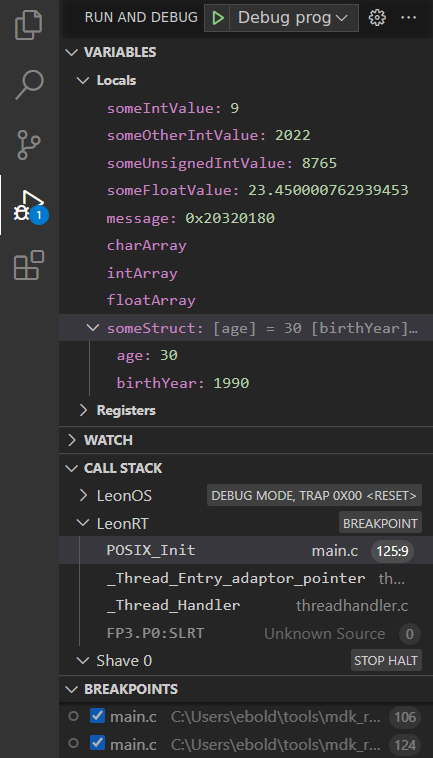 RUN AND DEBUG Debug prog
VARIABLES
Locals
someIntValue: 9
someOtherIntValue: 2022
someUnsignedIntValue: 8765
someFloatValue: 23.450000762939453
message: 0x20320180
charArray
intArray
floatArray
someStruct: [age] = 30 [birthYear]…
age: 30
birthYear: 1990
Registers
WATCH
CALL STACK
LeonOS DEBUG MODE, TRAP 0X00 <RESET>
LeonRT BREAKPOINT
POSIX_Init main.c 125:9
_Thread_Entry_adaptor_pointer th...
_Thread_Handler threadhandler.c
FP3.P0:SLRT Unknown Source 0
Shave 0 STOP HALT
BREAKPOINTS
main.c C:\Users\ebold\tools\mdk_r... 106
main.c C:\Users\ebold\tools\mdk_r... 124
1